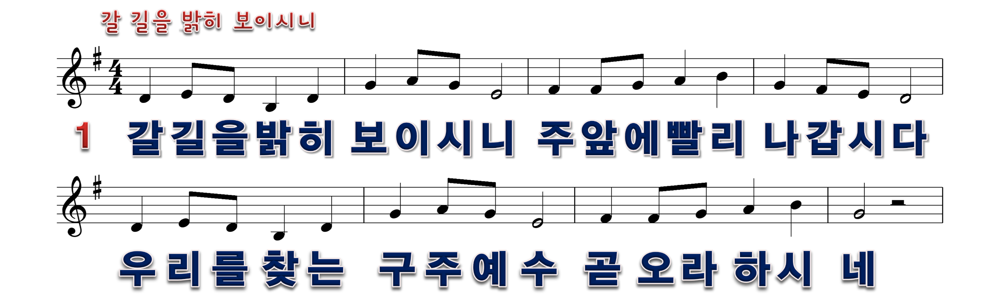 갈 길을 밝히 보이시니
4
4
1 갈길을밝히 보이시니 주앞에빨리 나갑시다
우리를찾는 구주예수 곧 오라하시 네